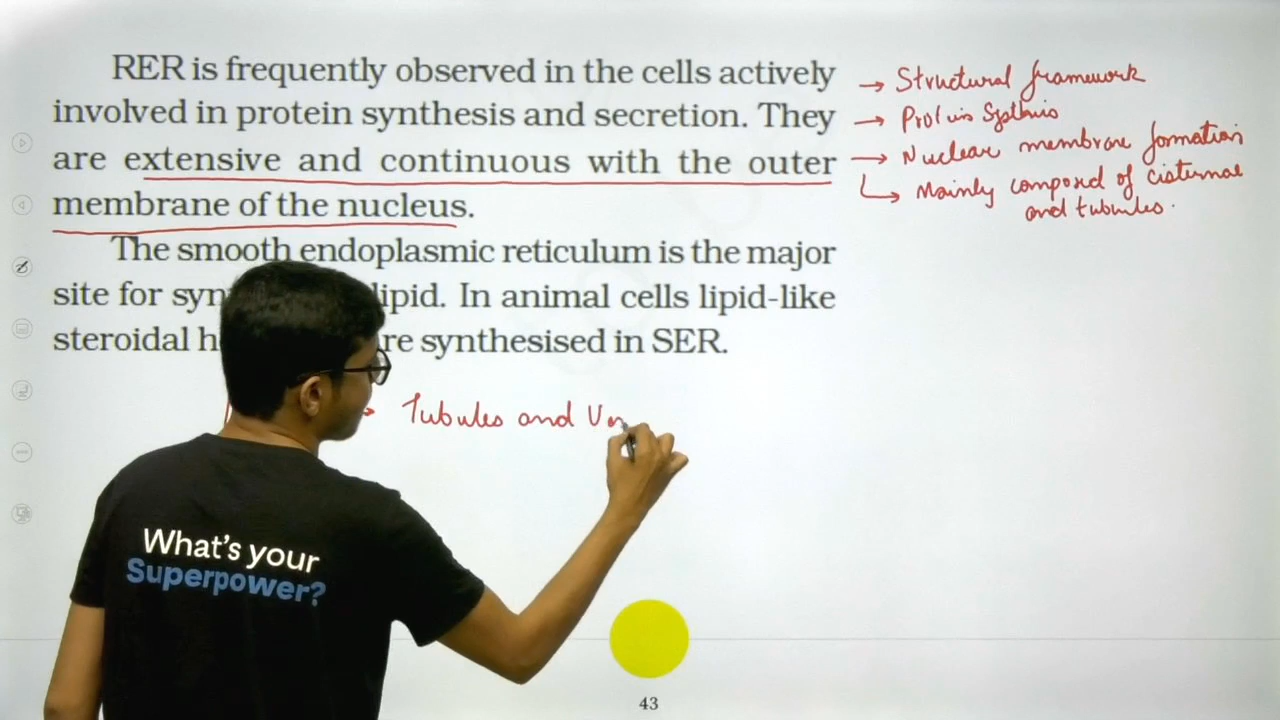 RER is frequently observed in the cells actively
involved in protein synthesis and secretion. They
are extensive and continuous with the outer
membrane of the nucleus.
The smooth endoplasmic reticulum is the major
site for syn lipid. In animal cells lipid-like
steroidal h re synthesised in SER.
→ Structural framework
→ Protein
→ Nuclear membrane formation
→ Mainly composed of cisternae
and tubules.
Tubules and Ve
What's your
Superpower?
43